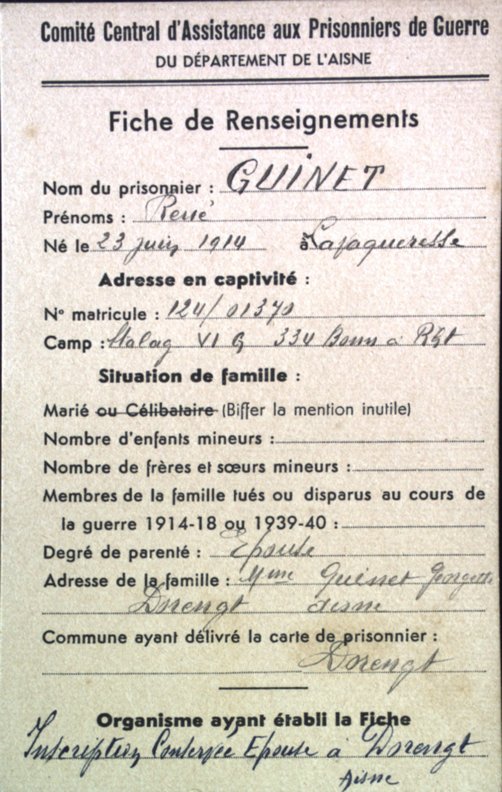 Comité Central d'Assistance aux Prisonniers de Guerre
DU DÉPARTEMENT DE L'AISNE
Fiche de Renseignements
Nom du prisonnier : GUINET
Prénoms : René
Né le 23 juin 1914 à
Adresse en captivité :
N° matricule : 124/01370
Camp : Stalag VI G 334 Bonn a Rht
Situation de famille :
Marié ou Célibataire (Biffer la mention inutile)
Nombre d'enfants mineurs :
Nombre de frères et sœurs mineurs :
Membres de la famille tués ou disparus au cours de
la guerre 1914-18 ou 1939-40 :
Degré de parenté : Epouse
Adresse de la famille : Mme Guinet Georgette
Dorengt Aisne
Commune ayant délivré la carte de prisonnier :
Dorengt
Organisme ayant établi la Fiche
Inscription Epouse à Dorengt
Aisne